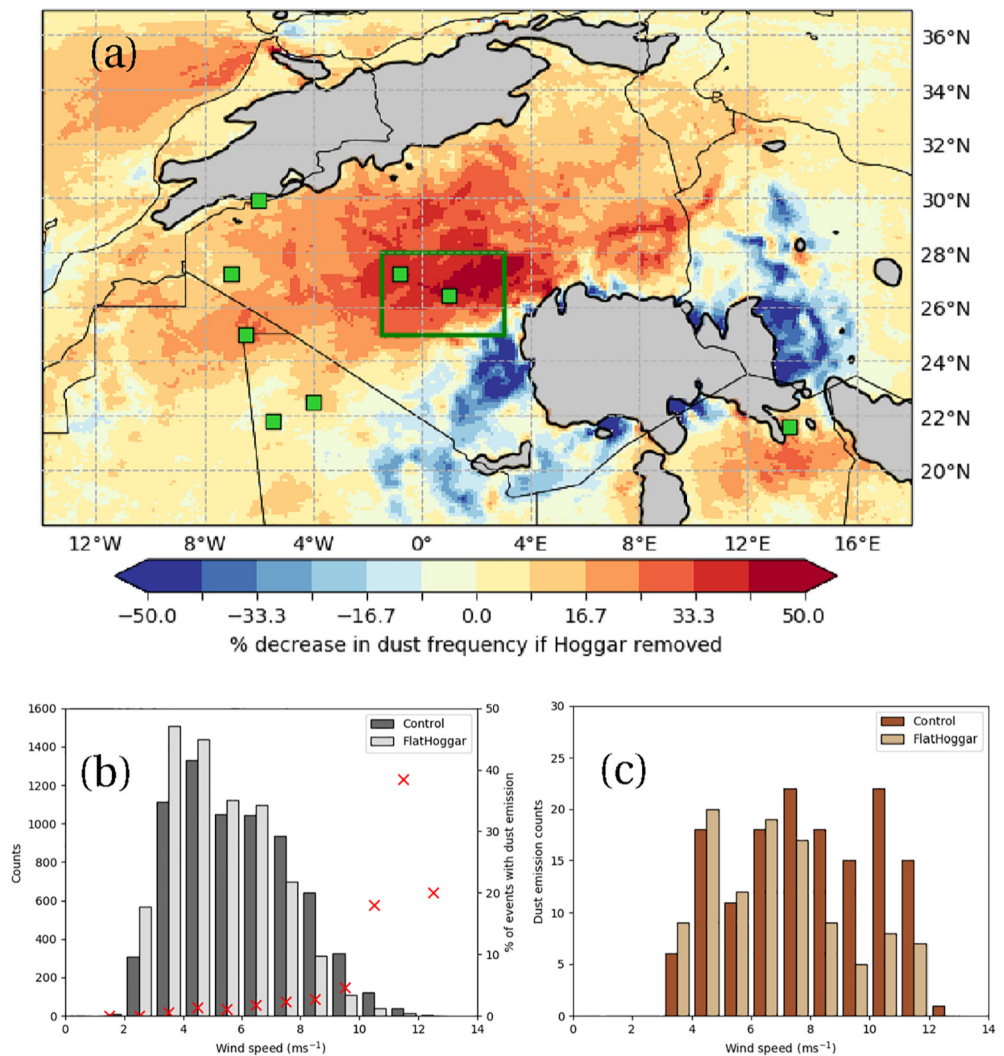 (a)
36°N
34°N
32°N
30°N
28°N
26°N
24°N
22°N
20°N
12°W 8°W 4°W 0° 4°E 8°E 12°E 16°E
−50.0 −33.3 −16.7 0.0 16.7 33.3 50.0
% decrease in dust frequency if Hoggar removed
(b)
Control
FlatHoggar
1600
1400
1200
1000
800
600
400
200
0
Counts
50
40
30
20
10
0
% of events with dust emission
0 2 4 6 8 10 12 14
Wind speed (ms⁻¹)
(c)
Control
FlatHoggar
30
25
20
15
10
5
0
Dust emission counts
0 2 4 6 8 10 12 14
Wind speed (ms⁻¹)